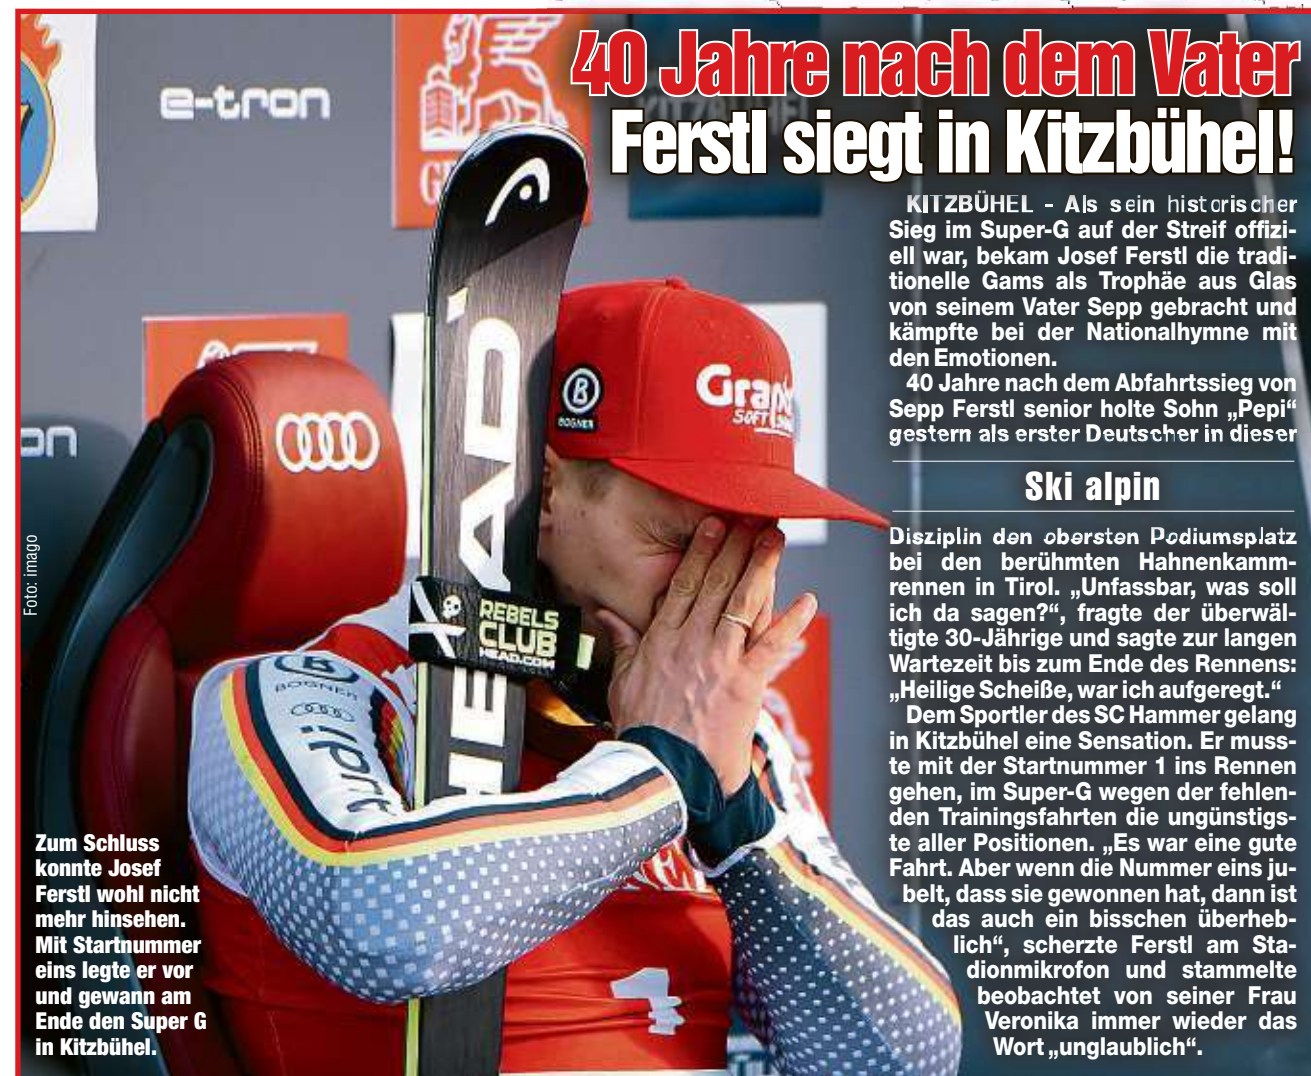 40 Jahre nach dem Vater
Ferstl siegt in Kitzbühel!
KITZBÜHEL - Als sein historischer
Sieg im Super-G auf der Streif offizi-
ell war, bekam Josef Ferstl die tradi-
tionelle Gams als Trophäe aus Glas
von seinem Vater Sepp gebracht und
kämpfte bei der Nationalhymne mit
den Emotionen.
40 Jahre nach dem Abfahrtssieg von
Sepp Ferstl senior holte Sohn „Pepi“
gestern als erster Deutscher in dieser
Ski alpin
Disziplin den obersten Podiumsplatz
bei den berühmten Hahnenkamm-
rennen in Tirol. „Unfassbar, was soll
ich da sagen?“, fragte der überwäl-
tigte 30-Jährige und sagte zur langen
Wartezeit bis zum Ende des Rennens:
„Heilige Scheiße, war ich aufgeregt.“
Dem Sportler des SC Hammer gelang
in Kitzbühel eine Sensation. Er muss-
te mit der Startnummer 1 ins Rennen
gehen, im Super-G wegen der fehlen-
den Trainingsfahrten die ungünstigs-
te aller Positionen. „Es war eine gute
Fahrt. Aber wenn die Nummer eins ju-
belt, dass sie gewonnen hat, dann ist
das auch ein bisschen überheb-
lich“, scherzte Ferstl am Sta-
dionmikrofon und stammelte
beobachtet von seiner Frau
Veronika immer wieder das
Wort „unglaublich“.
Zum Schluss
konnte Josef
Ferstl wohl nicht
mehr hinsehen.
Mit Startnummer
eins legte er vor
und gewann am
Ende den Super G
in Kitzbühel.
Foto: imago
e-tron
on
HEAD
HEAD
B
BOGNER
SOFT
REBELS
CLUB
HEAD.COM
B
BOGNER
!pirt
1